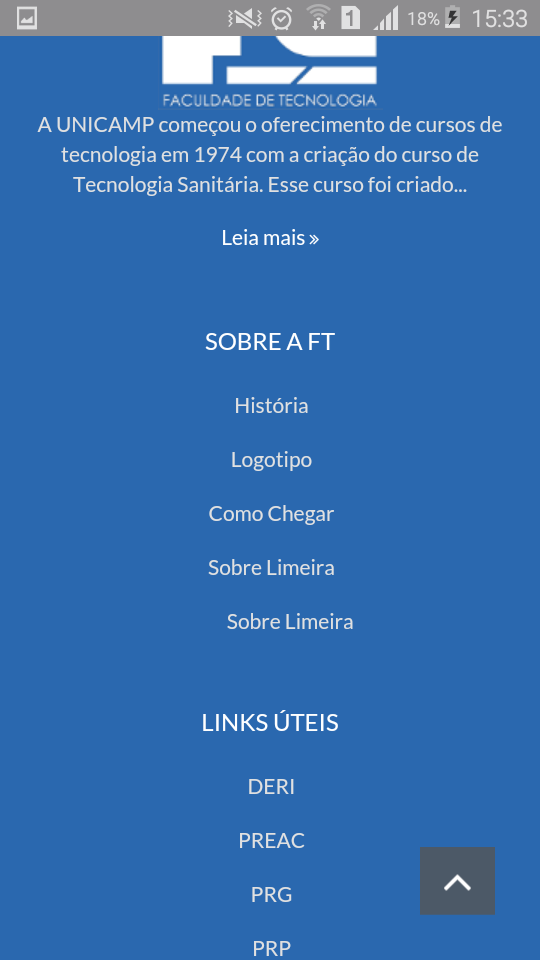 18% 15:33
FACULDADE DE TECNOLOGIA
A UNICAMP começou o oferecimento de cursos de
tecnologia em 1974 com a criação do curso de
Tecnologia Sanitária. Esse curso foi criado...
Leia mais »
SOBRE A FT
História
Logotipo
Como Chegar
Sobre Limeira
Sobre Limeira
LINKS ÚTEIS
DERI
PREAC
PRG
PRP